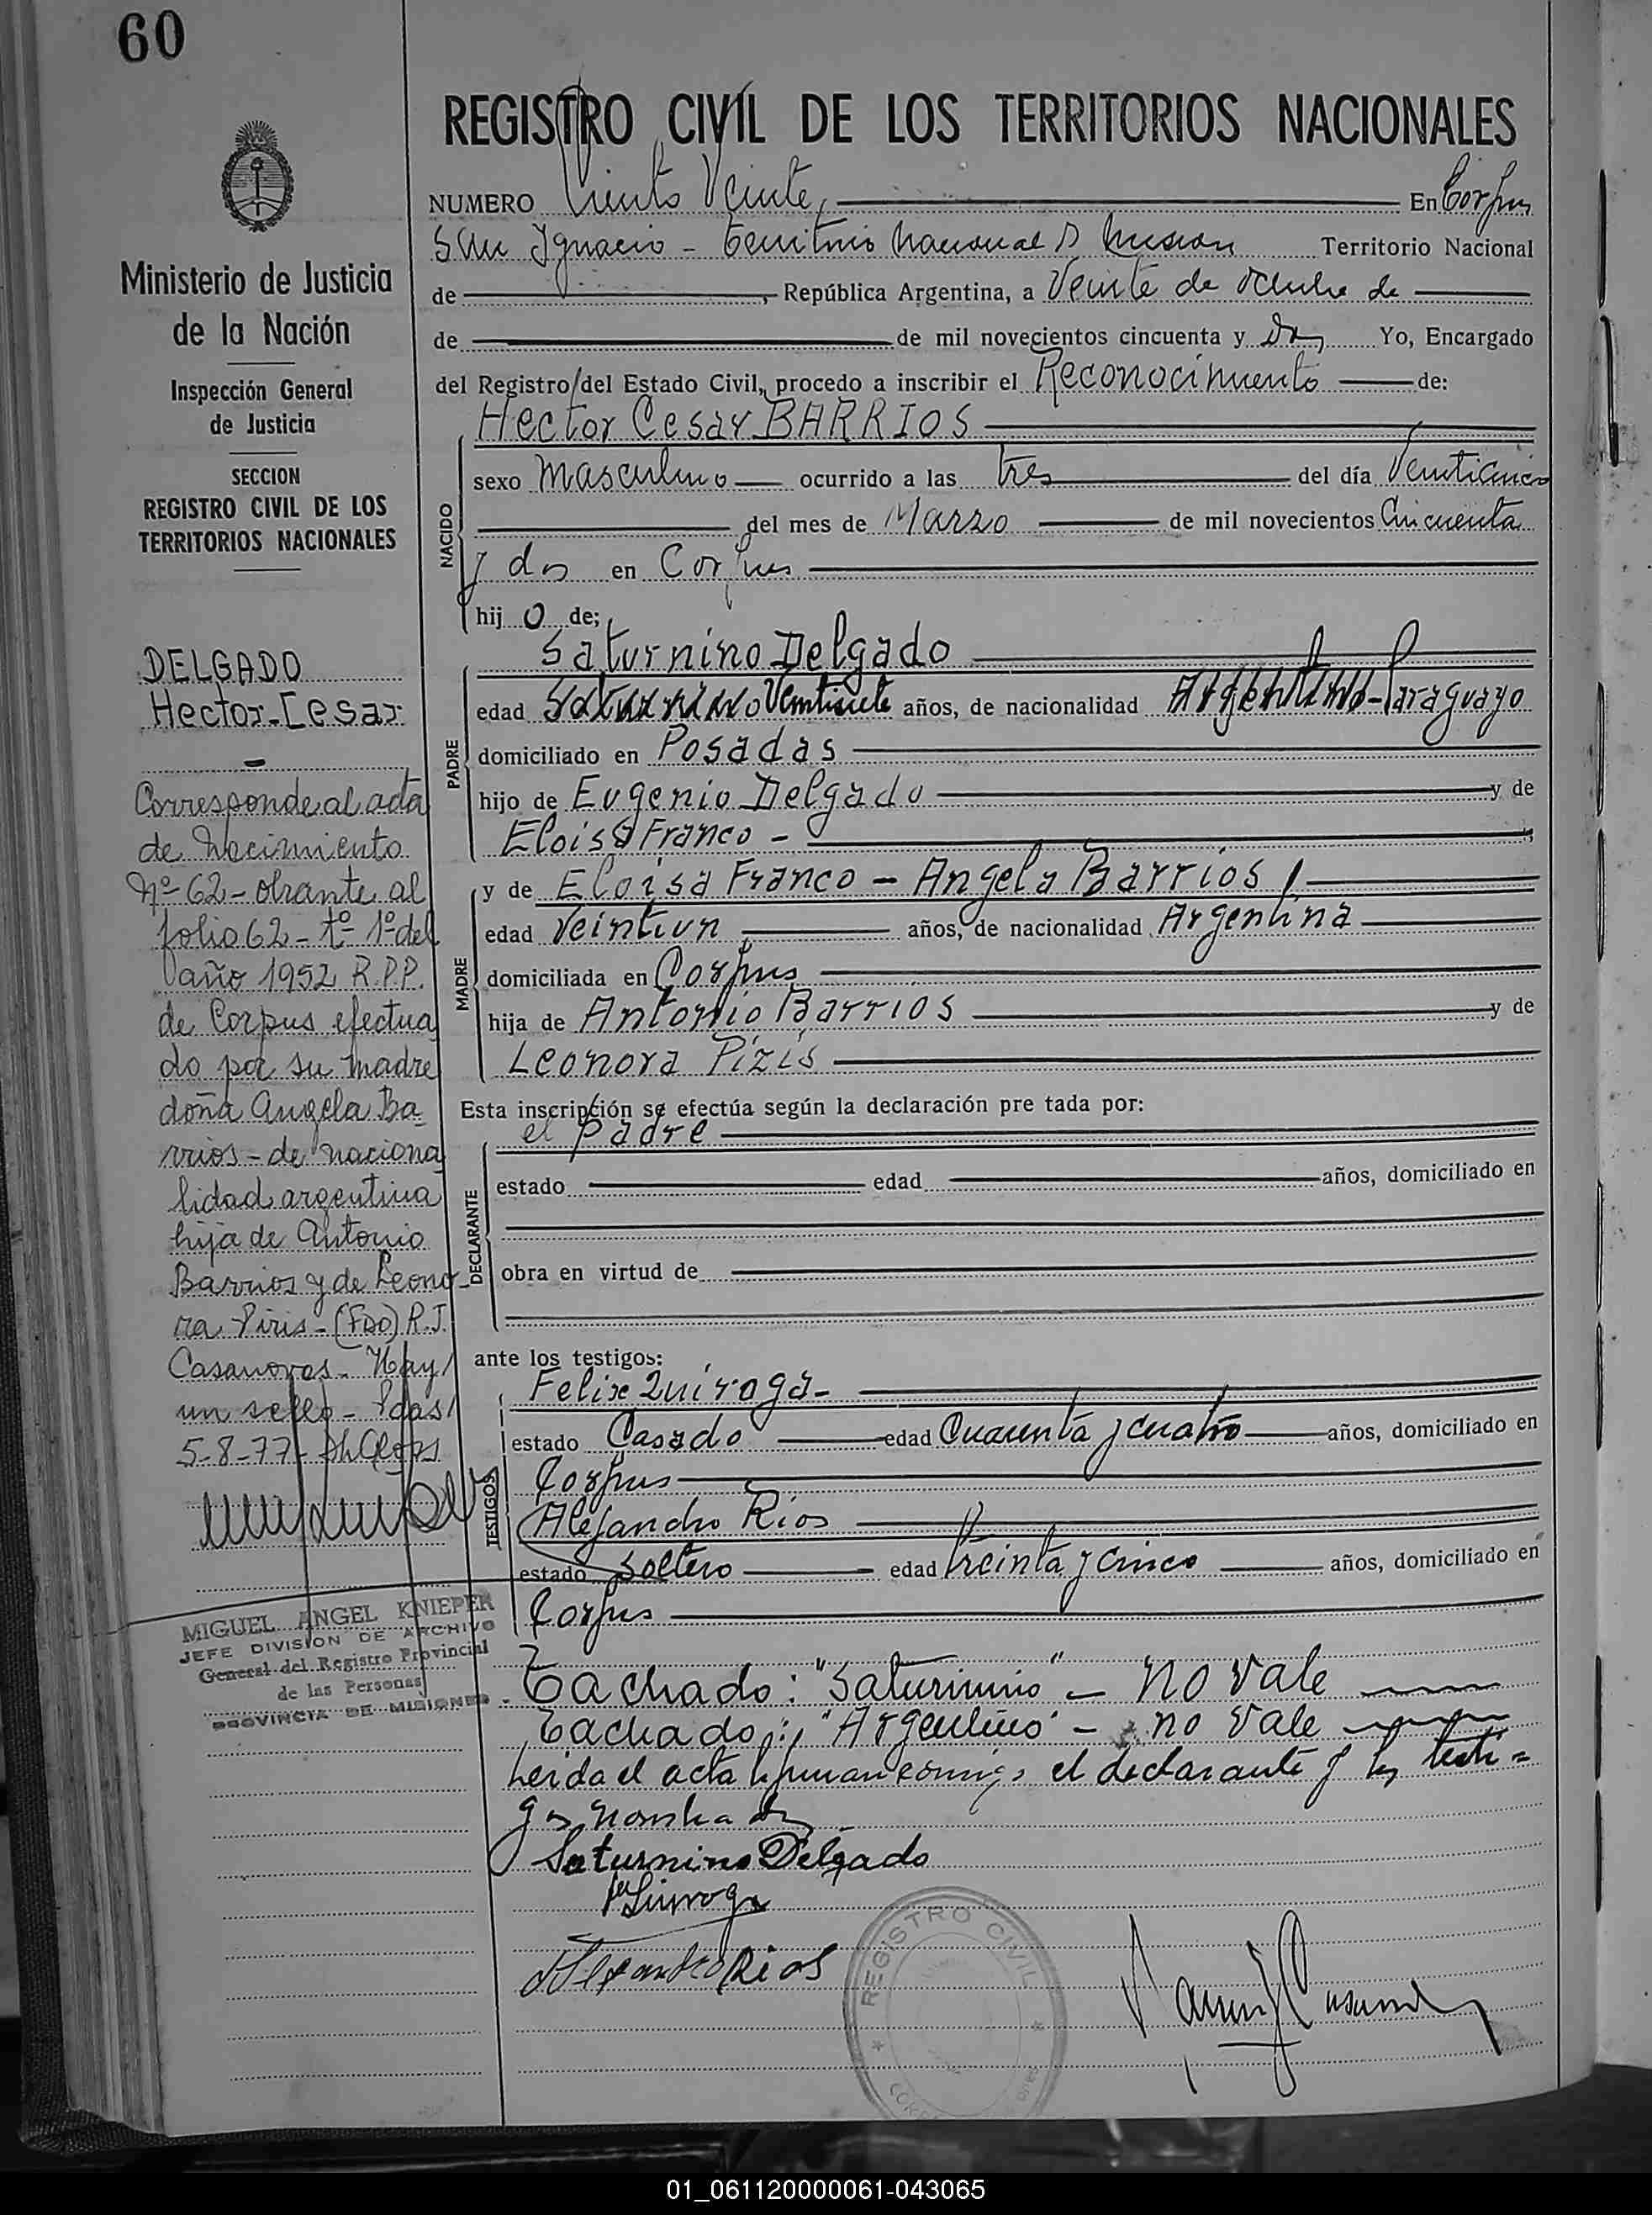 60
REGISTRO CIVIL DE LOS TERRITORIOS NACIONALES
NUMERO Ciento Veinte, En Corpus
San Ignacio - Territorio Nacional D Misiones Territorio Nacional
de , República Argentina, a Veinte de Octubre de
de de mil novecientos cincuenta y dos Yo, Encargado
del Registro del Estado Civil, procedo a inscribir el Reconocimiento de:
Hector Cesar BARRIOS
NACIDO
sexo masculino ocurrido a las tres del día Veinticinco
del mes de Marzo de mil novecientos Cincuenta
y dos en Corpus
hij o de;
Saturnino Delgado
PADRE
edad Saturnino Veintisiete años, de nacionalidad Argentino - Paraguayo
domiciliado en Posadas
hijo de Eugenio Delgado y de
Eloisa Franco -
y de Eloisa Franco - Angela Barrios
MADRE
edad Veintiun años, de nacionalidad Argentina
domiciliada en Corpus
hija de Antonio Barrios y de
Leonora Pizis
Esta inscripción se efectúa según la declaración pre tada por:
el padre
DECLARANTE
estado edad años, domiciliado en
obra en virtud de
ante los testigos:
TESTIGOS
Felix Quiroga -
estado Casado edad Cuarenta y cuatro años, domiciliado en
Corpus
Alejandro Rios
estado Soltero edad treinta y cinco años, domiciliado en
Corpus
Tachado: "Saturnino" - no vale
Tachado: "Argentino" - no vale
Leida el acta la firman conmigo el declarante y los testi=
gos nombrados
Saturnino Delgado
Quiroga
Alejandro Rios
REGISTRO CIVIL
Ministerio de Justicia
de la Nación
Inspección General
de Justicia
SECCION
REGISTRO CIVIL DE LOS
TERRITORIOS NACIONALES
DELGADO
Hector-Cesar
-
Corresponde al acta
de Nacimiento
Nº 62 - obrante al
folio 62 - tº 1º del
año 1952 R.P.P.
de Corpus efectua
do por su madre
doña Angela Ba
rrios - de naciona
lidad argentina
hija de Antonio
Barrios y de Leono-
ra Piris - (FDO) R.J.
Casanovas - Hay
un sello - Pdas
5-8-77-
MIGUEL ANGEL KNIEPER
JEFE DIVISION DE ARCHIVO
General del Registro Provincial
de las Personas
PROVINCIA DE MISIONES
01_061120000061-043065